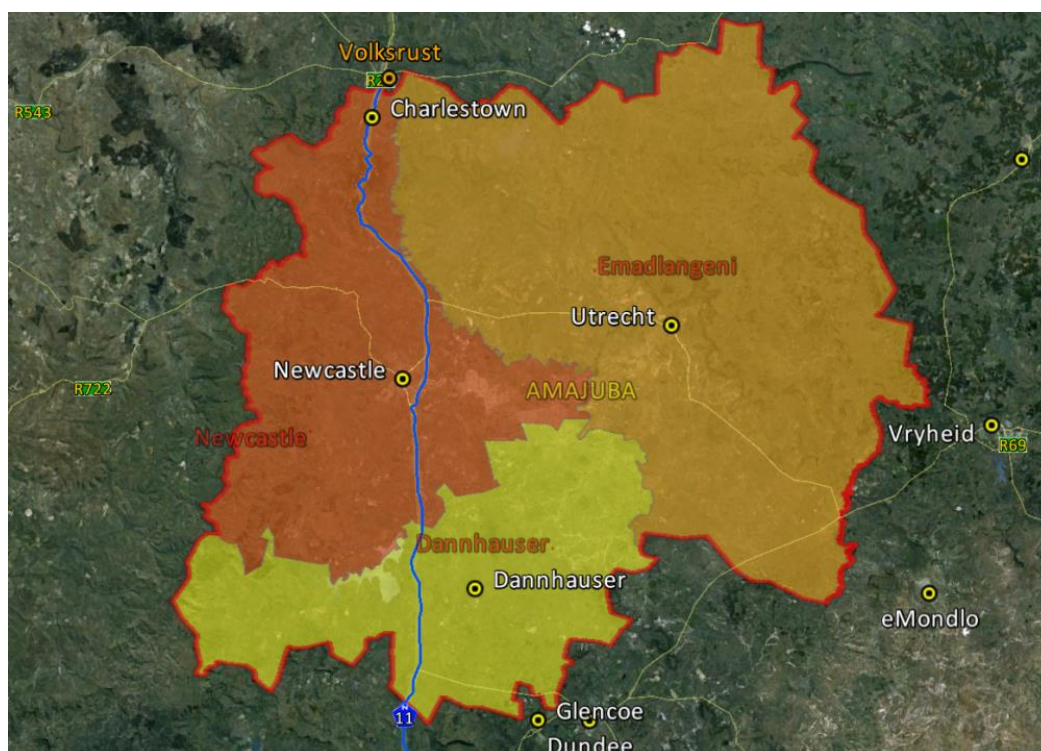 Volksrust
R543
Charlestown
Emadlangeni
Utrecht
Newcastle
AMAJUBA
R722
Newcastle
Vryheid
R69
Dannhauser
Dannhauser
eMondlo
Glencoe
N
11
Dundee